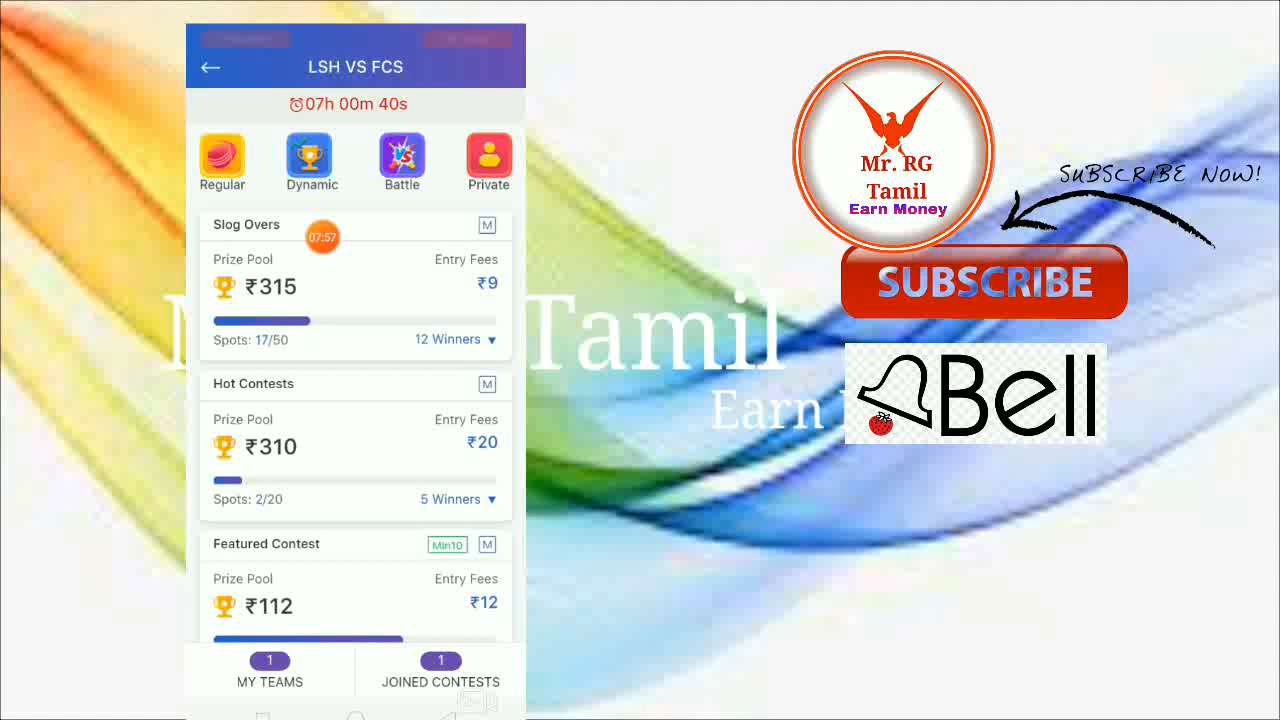 LSH VS FCS
07h 00m 40s
Regular
Dynamic
Battle
Private
Slog Overs
M
07:57
Prize Pool
Entry Fees
₹315
₹9
Spots: 17/50
12 Winners
Hot Contests
M
Prize Pool
Entry Fees
₹310
₹20
Spots: 2/20
5 Winners
Featured Contest
Min10
M
Prize Pool
Entry Fees
₹112
₹12
1
MY TEAMS
1
JOINED CONTESTS
Tamil
Earn
Mr. RG
Tamil
Earn Money
SUBSCRIBE NOW!
SUBSCRIBE
Bell